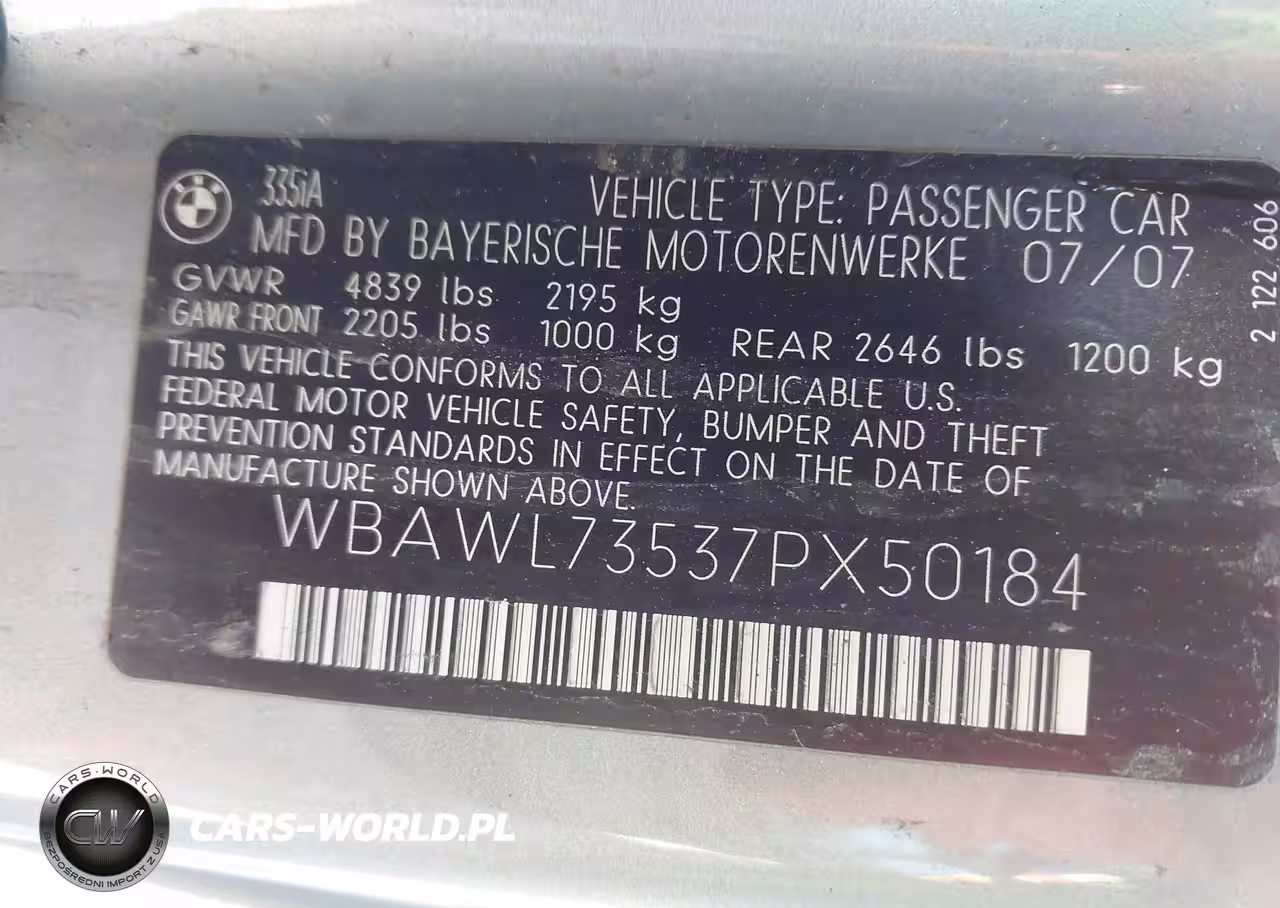 335iA
VEHICLE TYPE: PASSENGER CAR
MFD BY BAYERISCHE MOTORENWERKE 07/07
GVWR 4839 lbs 2195 kg
GAWR FRONT 2205 lbs 1000 kg REAR 2646 lbs 1200 kg
THIS VEHICLE CONFORMS TO ALL APPLICABLE U.S.
FEDERAL MOTOR VEHICLE SAFETY, BUMPER AND THEFT
PREVENTION STANDARDS IN EFFECT ON THE DATE OF
MANUFACTURE SHOWN ABOVE.
WBAWL73537PX50184
2 122 606
CARS-WORLD
CW
BEZPOŚREDNI IMPORT Z USA
CARS-WORLD.PL